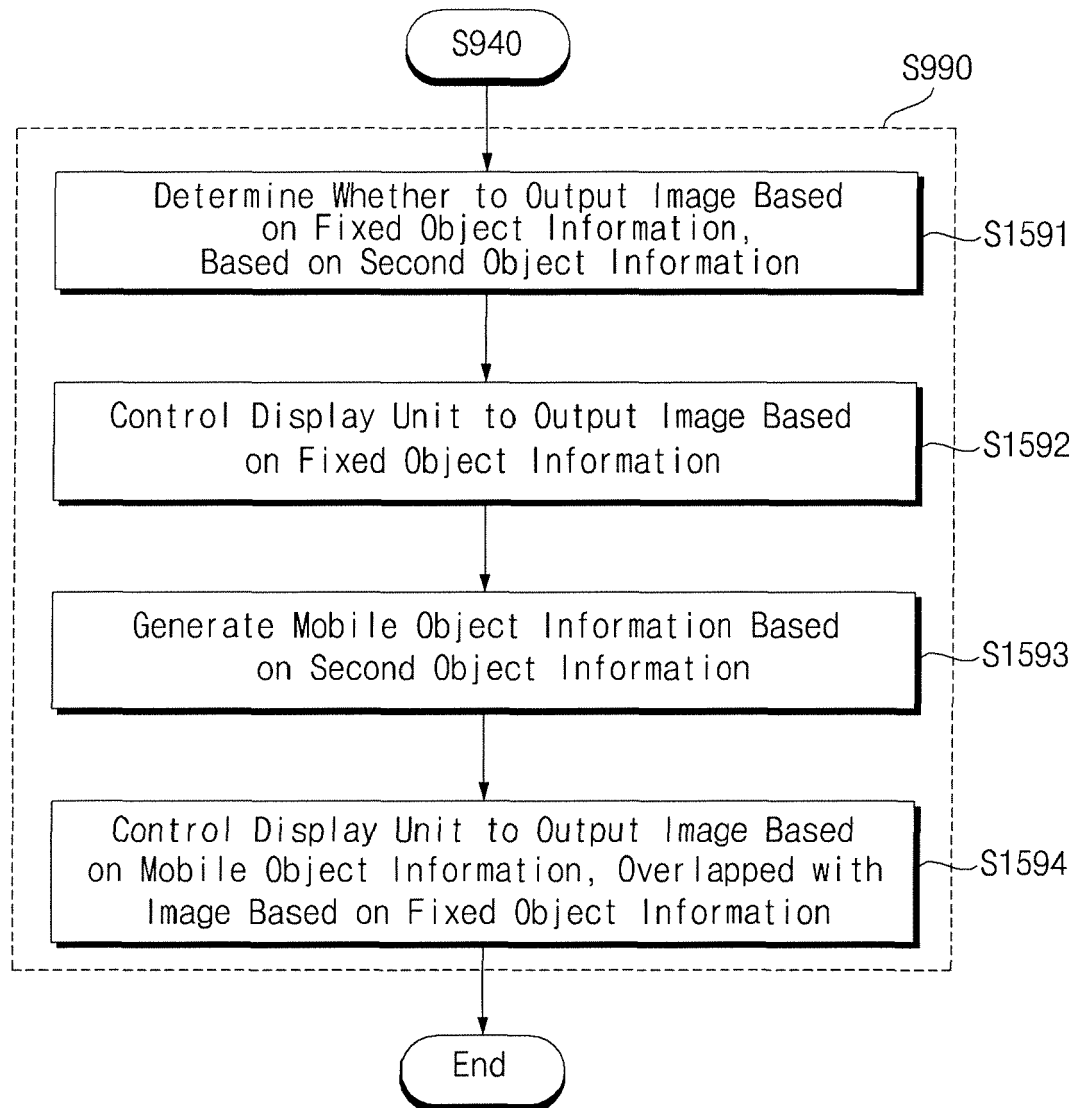 S940
S990
Determine Whether to Output Image Based
on Fixed Object Information,
Based on Second Object Information
S1591
Control Display Unit to Output Image Based
on Fixed Object Information
S1592
Generate Mobile Object Information Based
on Second Object Information
S1593
Control Display Unit to Output Image Based
on Mobile Object Information, Overlapped with
Image Based on Fixed Object Information
S1594
End